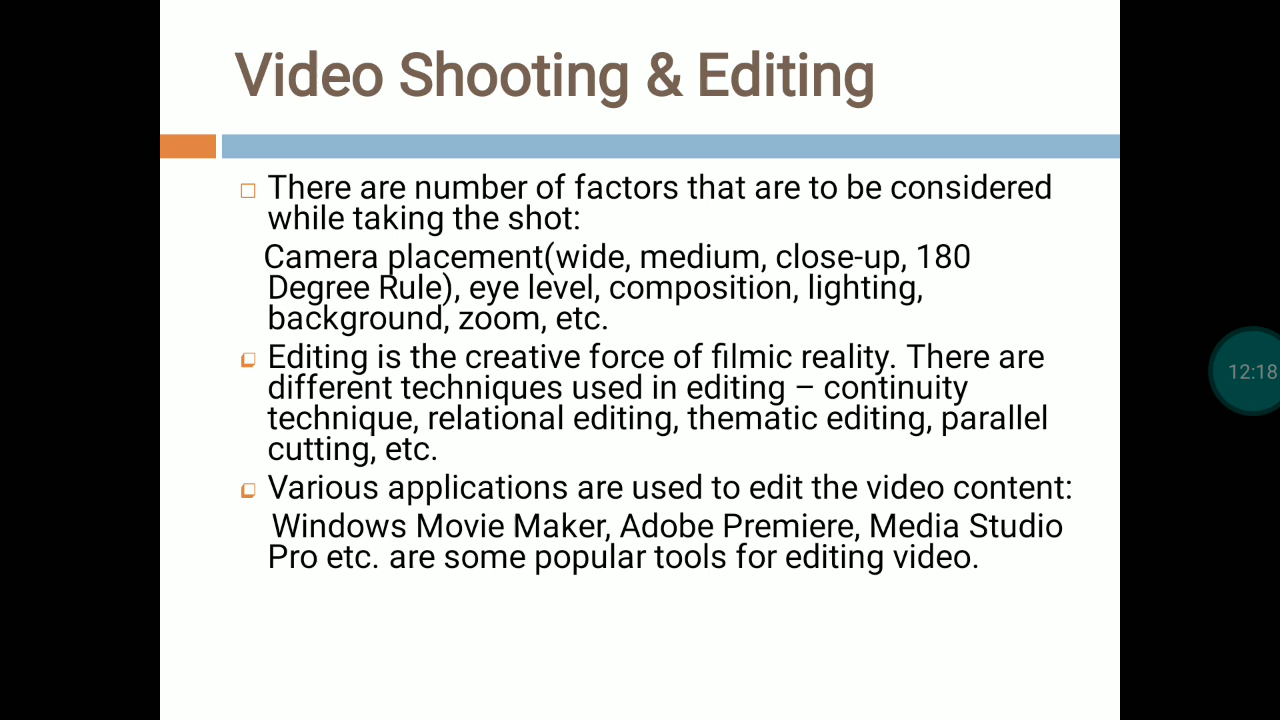 Video Shooting & Editing
There are number of factors that are to be considered
while taking the shot:
Camera placement(wide, medium, close-up, 180
Degree Rule), eye level, composition, lighting,
background, zoom, etc.
Editing is the creative force of filmic reality. There are
different techniques used in editing – continuity
technique, relational editing, thematic editing, parallel
cutting, etc.
Various applications are used to edit the video content:
Windows Movie Maker, Adobe Premiere, Media Studio
Pro etc. are some popular tools for editing video.
12:18